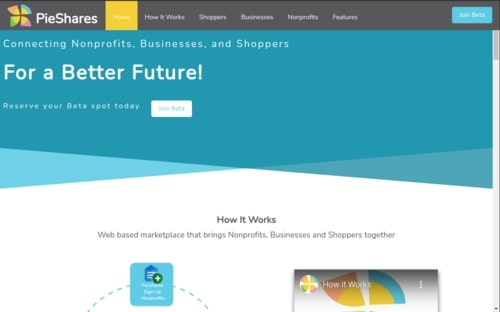 PieShares
Home How It Works Shoppers Businesses Nonprofits Features
Join Beta
Connecting Nonprofits, Businesses, and Shoppers
For a Better Future!
Reserve your Beta spot today
Join Beta
How It Works
Web based marketplace that brings Nonprofits, Businesses and Shoppers together
How it Works
Sign Up
Nonprofits